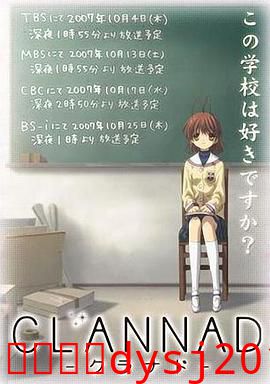 TBSにて2007年10月4日(木)
深夜1時55分より放送予定
MBSにて2007年10月13日(土)
深夜1時55分より放送予定
CBCにて2007年10月17日(水)
深夜2時50分より放送予定
BS-iにて2007年10月25日(木)
深夜1時より放送予定
この学校は好きですか？
CLANNAD
ークラナドー
dysj20